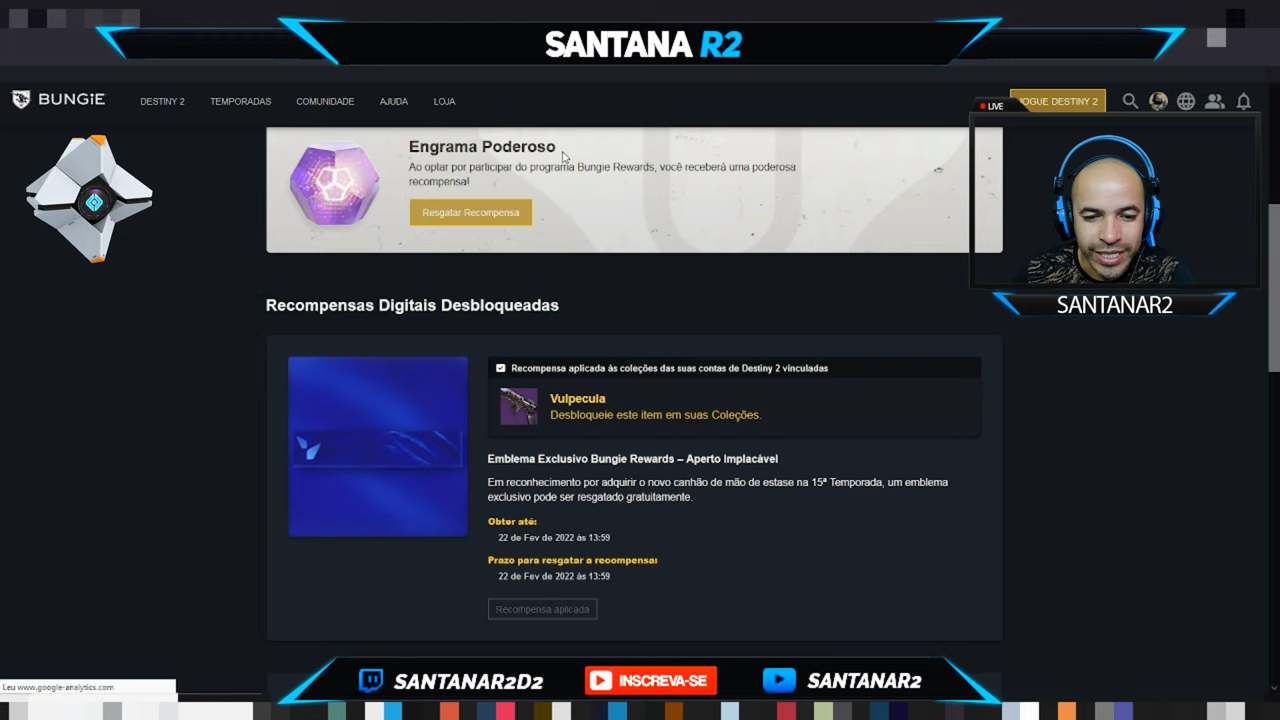 SANTANA R2
BUNGiE
DESTINY 2
TEMPORADAS
COMUNIDADE
AJUDA
LOJA
JOGUE DESTINY 2
LIVE
Engrama Poderoso
Ao optar por participar do programa Bungie Rewards, você receberá uma poderosa
recompensa!
Resgatar Recompensa
SANTANAR2
Recompensas Digitais Desbloqueadas
Recompensa aplicada às coleções das suas contas de Destiny 2 vinculadas
Vulpecula
Desbloqueie este item em suas Coleções.
Emblema Exclusivo Bungie Rewards – Aperto Implacável
Em reconhecimento por adquirir o novo canhão de mão de estase na 15ª Temporada, um emblema
exclusivo pode ser resgatado gratuitamente.
Obter até:
22 de Fev de 2022 às 13:59
Prazo para resgatar a recompensa:
22 de Fev de 2022 às 13:59
Recompensa aplicada
Leu www.google-analytics.com
SANTANAR2D2
INSCREVA-SE
SANTANAR2